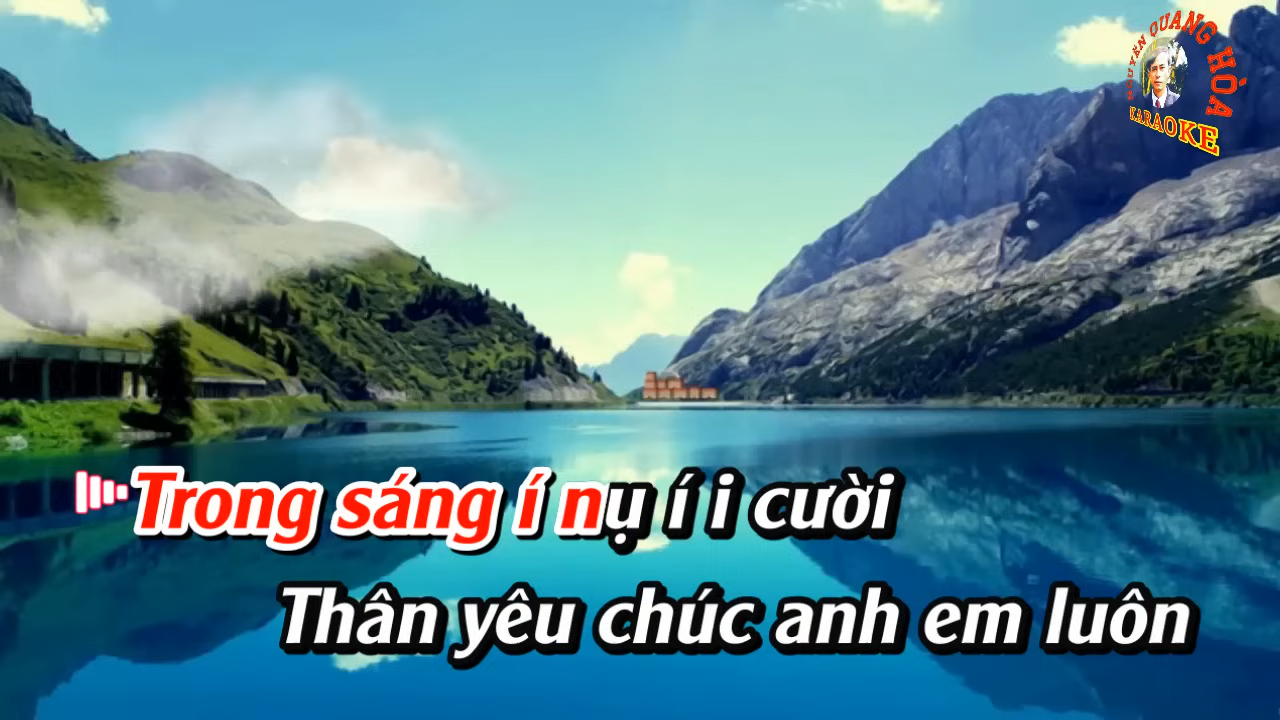 NGUYỄN QUANG HÒA
KARAOKE
Trong sáng í nụ í i cười
Thân yêu chúc anh em luôn